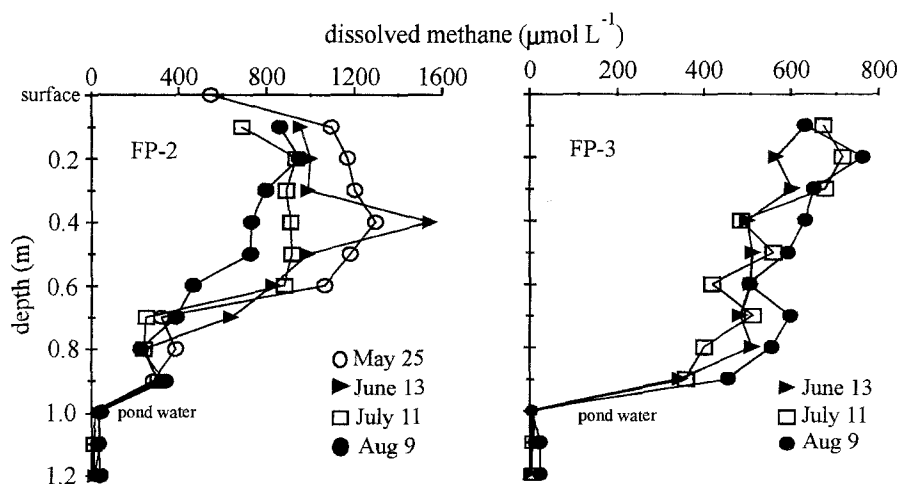 dissolved methane (μmol L⁻¹)
0 400 800 1200 1600
0 200 400 600 800
surface
FP-2
FP-3
0.2
0.4
0.6
0.8
1.0
1.2
depth (m)
May 25
June 13
July 11
Aug 9
pond water
June 13
July 11
Aug 9
pond water